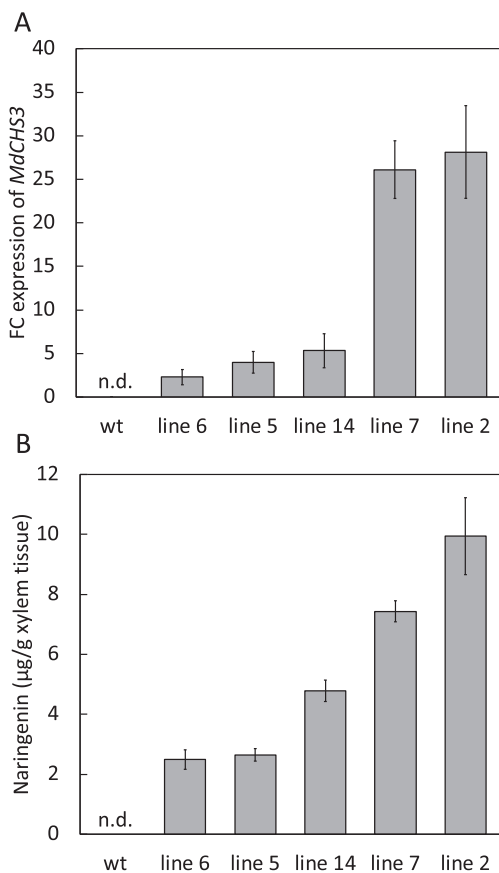 A
40
35
30
25
20
15
10
5
0
FC expression of MdCHS3
n.d.
wt line 6 line 5 line 14 line 7 line 2
B
12
10
8
6
4
2
0
Naringenin (µg/g xylem tissue)
n.d.
wt line 6 line 5 line 14 line 7 line 2